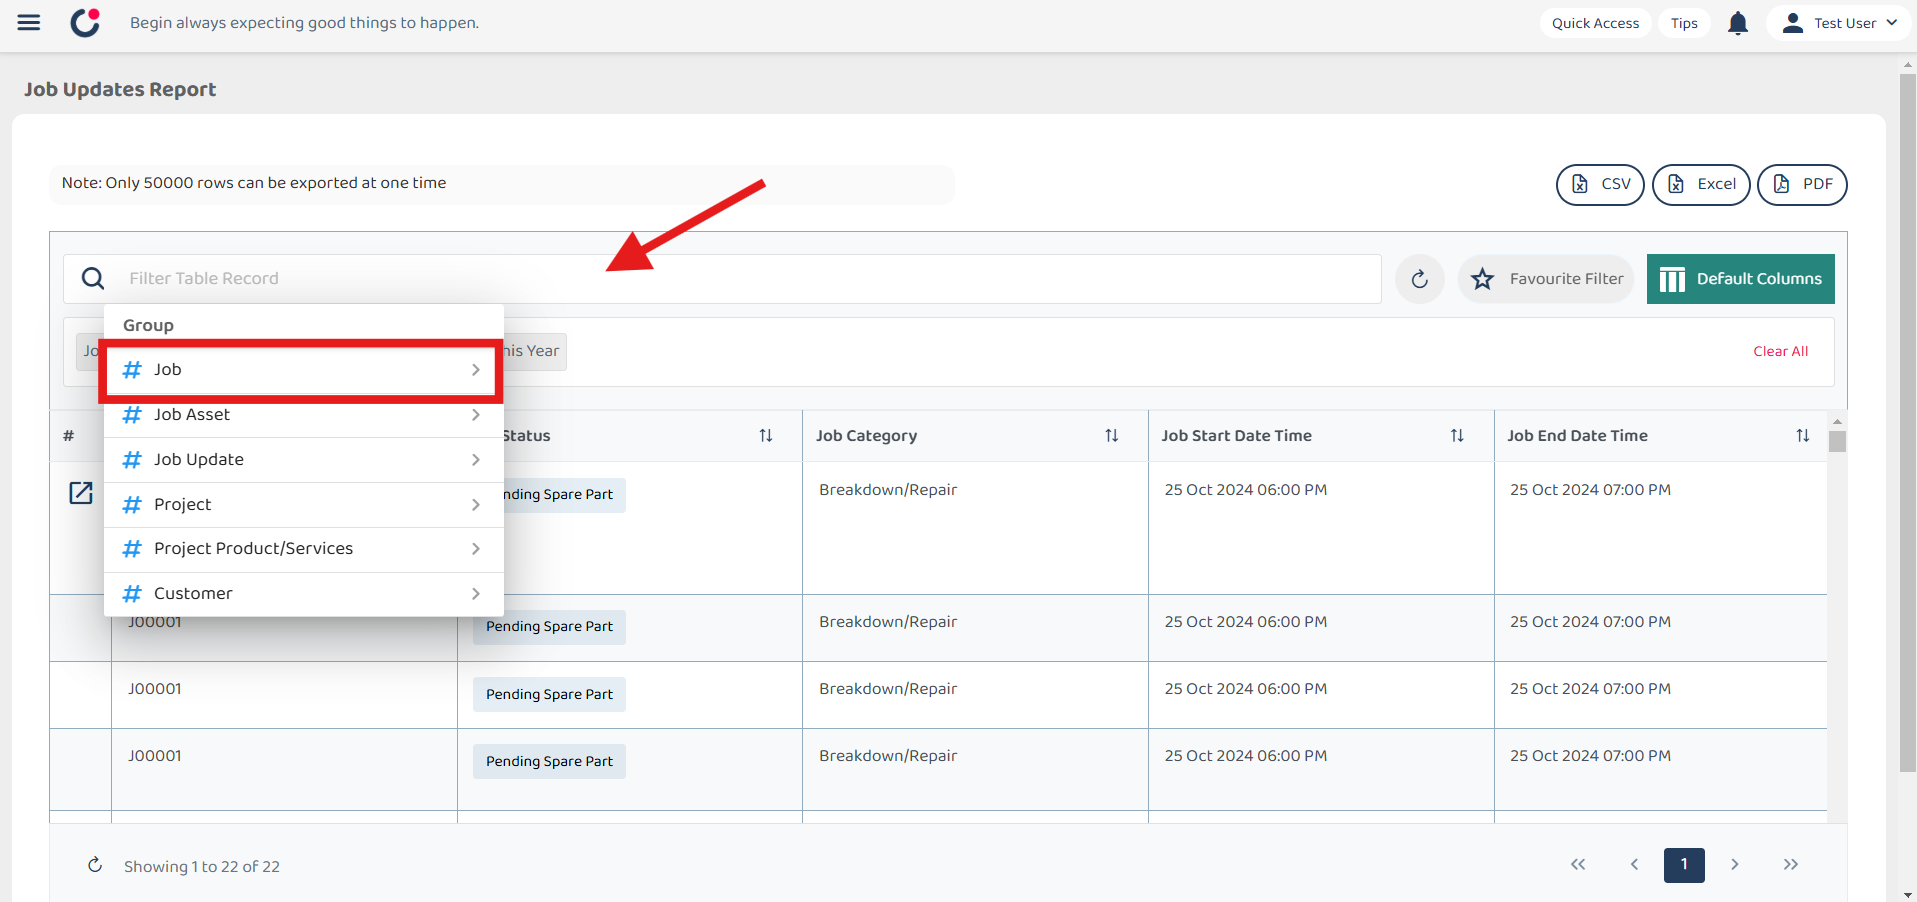 Begin always expecting good things to happen.
Quick Access
Tips
Test User
Job Updates Report
Note: Only 50000 rows can be exported at one time
CSV
Excel
PDF
Filter Table Record
Favourite Filter
Default Columns
Group
Jo
his Year
Clear All
# Job
# Job Asset
# Job Update
# Project
# Project Product/Services
# Customer
# Status Job Category Job Start Date Time Job End Date Time
nding Spare Part Breakdown/Repair 25 Oct 2024 06:00 PM 25 Oct 2024 07:00 PM
J00001 Pending Spare Part Breakdown/Repair 25 Oct 2024 06:00 PM 25 Oct 2024 07:00 PM
J00001 Pending Spare Part Breakdown/Repair 25 Oct 2024 06:00 PM 25 Oct 2024 07:00 PM
J00001 Pending Spare Part Breakdown/Repair 25 Oct 2024 06:00 PM 25 Oct 2024 07:00 PM
Showing 1 to 22 of 22
1